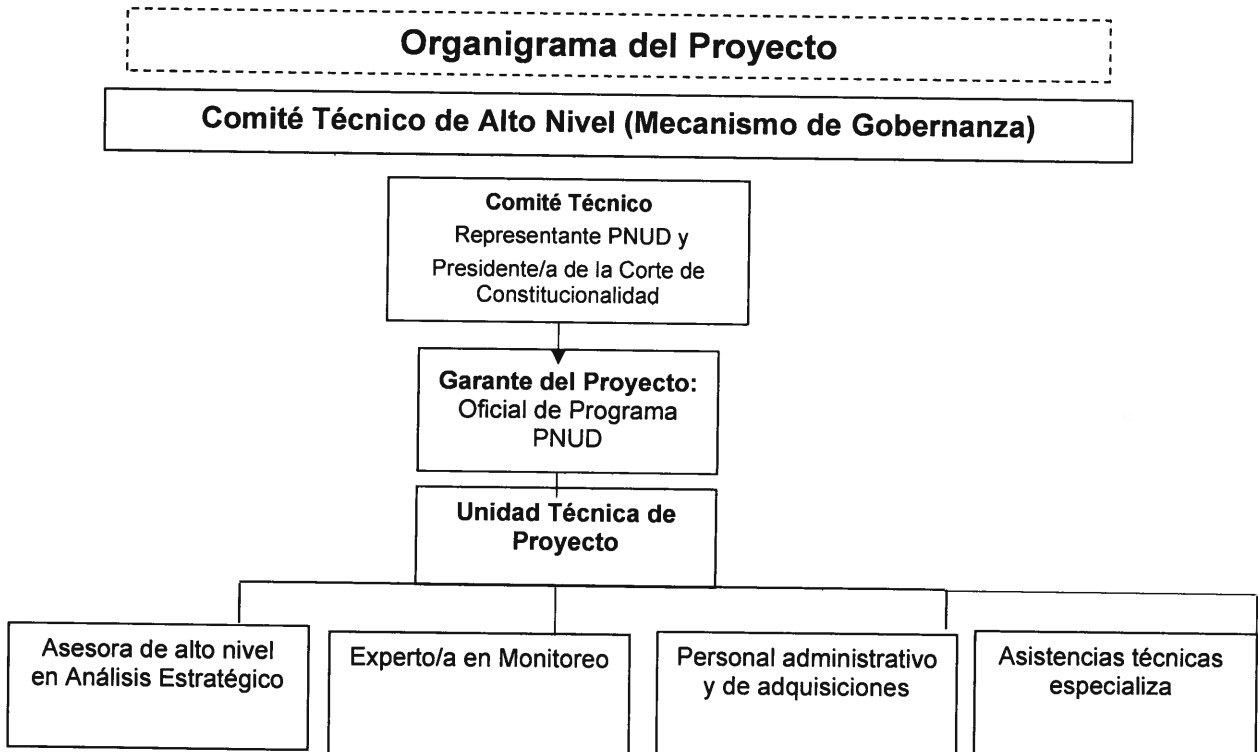 Organigrama del Proyecto
Comité Técnico de Alto Nivel (Mecanismo de Gobernanza)
Comité Técnico
Representante PNUD y
Presidente/a de la Corte de
Constitucionalidad
Garante del Proyecto:
Oficial de Programa
PNUD
Unidad Técnica de
Proyecto
Asesora de alto nivel
en Análisis Estratégico
Experto/a en Monitoreo
Personal administrativo
y de adquisiciones
Asistencias técnicas
especializa